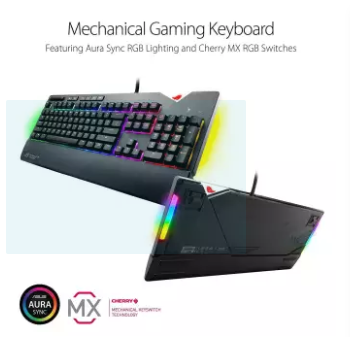 Mechanical Gaming Keyboard
Featuring Aura Sync RGB Lighting and Cherry MX RGB Switches
ASUS
AURA
SYNC
MX
CHERRY
MECHANICAL KEYSWITCH
TECHNOLOGY